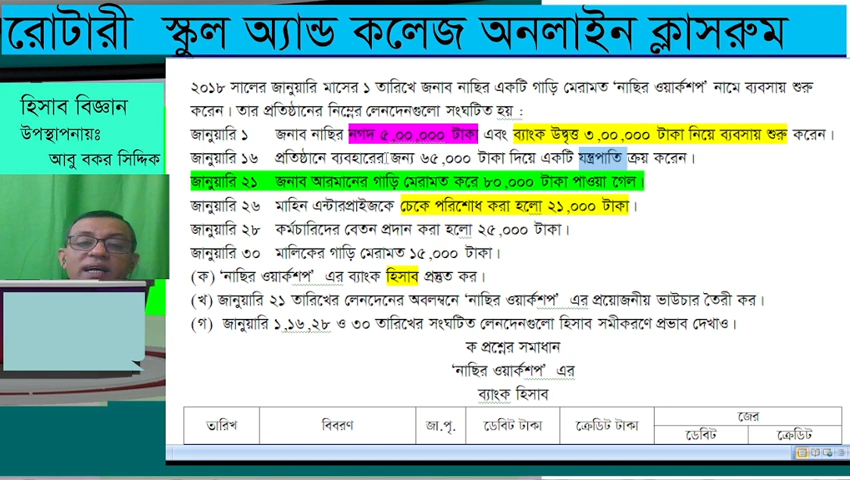 রোটারী স্কুল অ্যান্ড কলেজ অনলাইন ক্লাসরুম
হিসাব বিজ্ঞান
উপস্থাপনায়ঃ
আবু বকর সিদ্দিক
২০১৮ সালের জানুয়ারি মাসের ১ তারিখে জনাব নাছির একটি গাড়ি মেরামত ‘নাছির ওয়ার্কশপ’ নামে ব্যবসায় শুরু
করেন। তার প্রতিষ্ঠানের নিম্নের লেনদেনগুলো সংঘটিত হয় :
জানুয়ারি ১ জনাব নাছির নগদ ৫,০০,০০০ টাকা এবং ব্যাংক উদ্বৃত্ত ৩,০০,০০০ টাকা নিয়ে ব্যবসায় শুরু করেন।
জানুয়ারি ১৬ প্রতিষ্ঠানে ব্যবহারের জন্য ৬৫,০০০ টাকা দিয়ে একটি যন্ত্রপাতি ক্রয় করেন।
জানুয়ারি ২১ জনাব আরমানের গাড়ি মেরামত করে ৮০,০০০ টাকা পাওয়া গেল।
জানুয়ারি ২৬ মাহিন এন্টারপ্রাইজকে চেকে পরিশোধ করা হলো ২১,০০০ টাকা।
জানুয়ারি ২৮ কর্মচারিদের বেতন প্রদান করা হলো ২৫,০০০ টাকা।
জানুয়ারি ৩০ মালিকের গাড়ি মেরামত ১৫,০০০ টাকা।
(ক) ‘নাছির ওয়ার্কশপ’ এর ব্যাংক হিসাব প্রস্তুত কর।
(খ) জানুয়ারি ২১ তারিখের লেনদেনের অবলম্বনে ‘নাছির ওয়ার্কশপ’ এর প্রয়োজনীয় ভাউচার তৈরী কর।
(গ) জানুয়ারি ১,১৬,২৮ ও ৩০ তারিখের সংঘটিত লেনদেনগুলো হিসাব সমীকরণে প্রভাব দেখাও।
ক প্রশ্নের সমাধান
‘নাছির ওয়ার্কশপ’ এর
ব্যাংক হিসাব
তারিখ বিবরণ জা.পৃ. ডেবিট টাকা ক্রেডিট টাকা জের
ডেবিট ক্রেডিট